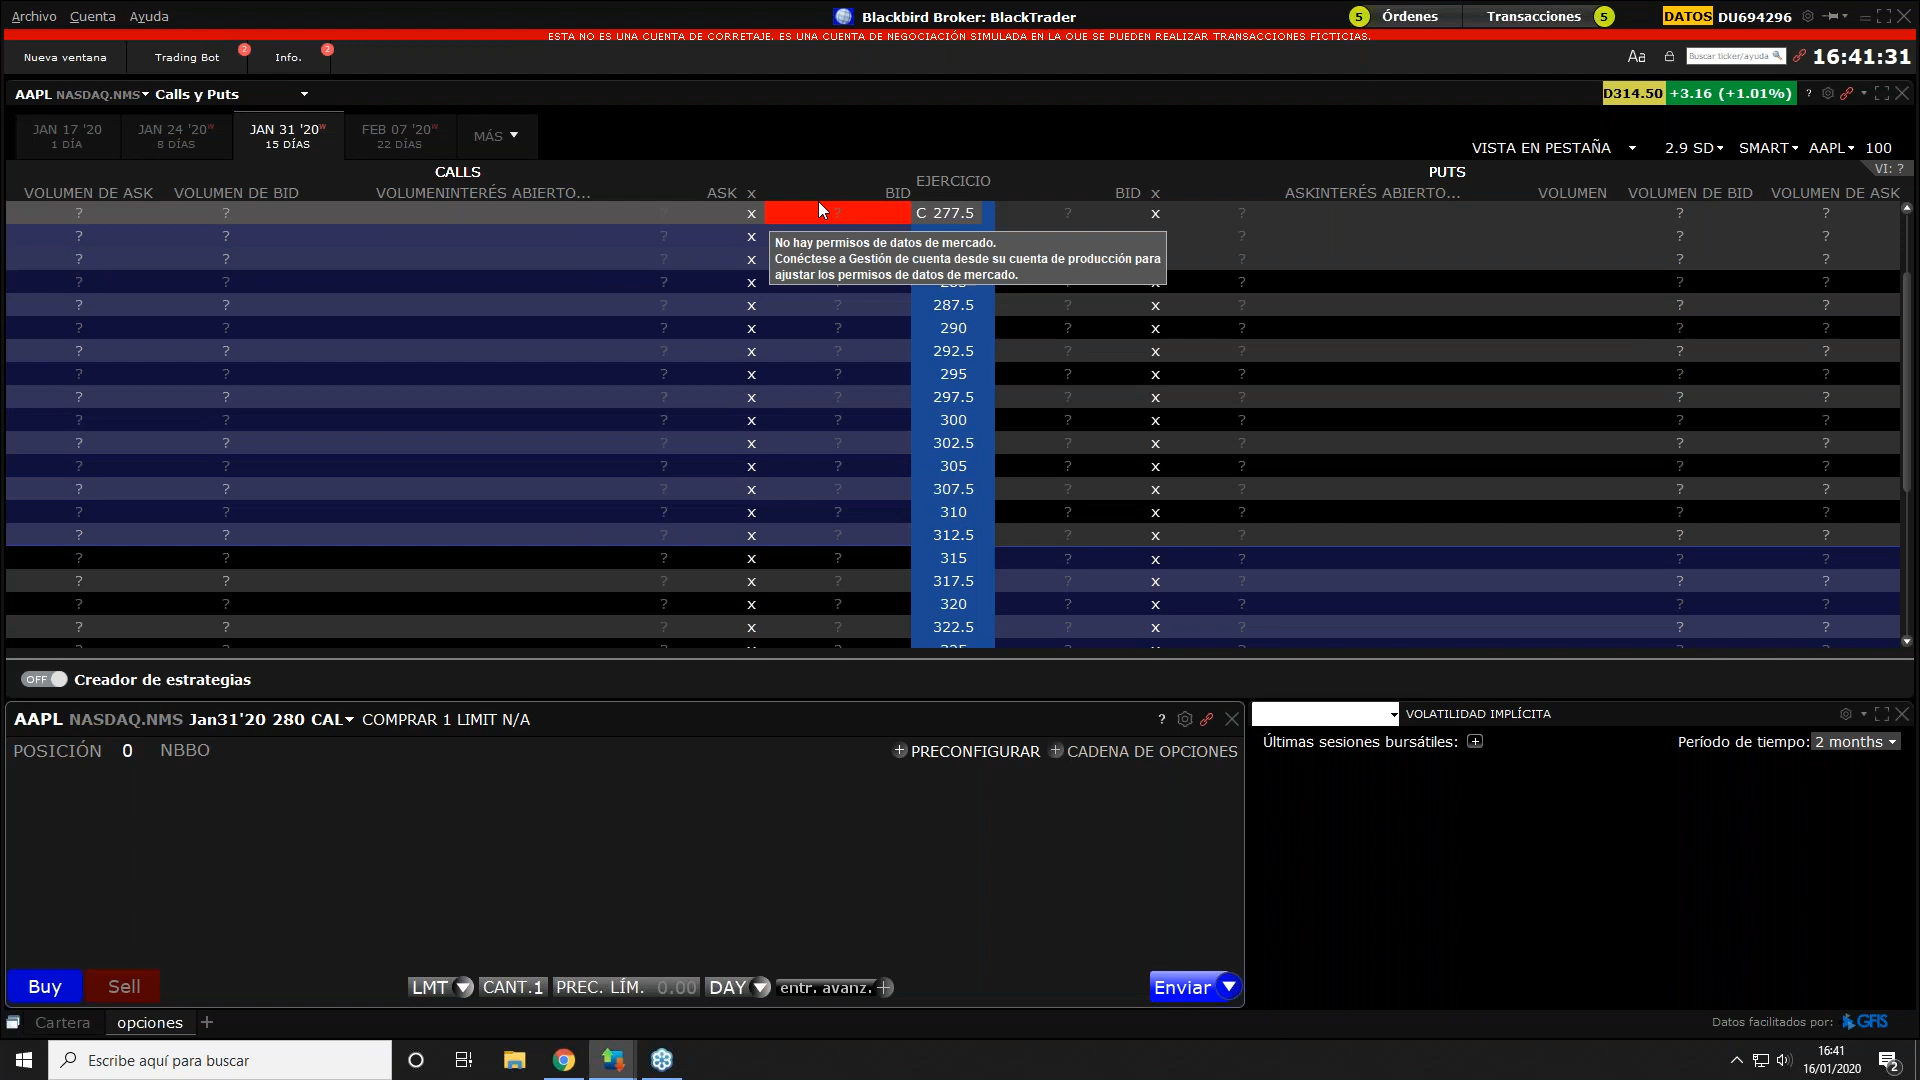 Archivo Cuenta Ayuda
Blackbird Broker: BlackTrader
5 Órdenes Transacciones 5
DATOS DU694296
ESTA NO ES UNA CUENTA DE CORRETAJE. ES UNA CUENTA DE NEGOCIACIÓN SIMULADA EN LA QUE SE PUEDEN REALIZAR TRANSACCIONES FICTICIAS.
Nueva ventana Trading Bot 2 Info. 2
Aa Buscar ticker/ayuda 16:41:31
AAPL NASDAQ.NMS Calls y Puts
D314.50 +3.16 (+1.01%) ?
JAN 17 '20 JAN 24 '20W JAN 31 '20W FEB 07 '20W MÁS
1 DÍA 8 DÍAS 15 DÍAS 22 DÍAS
VISTA EN PESTAÑA 2.9 SD SMART AAPL 100
CALLS EJERCICIO PUTS VI: ?
VOLUMEN DE ASK VOLUMEN DE BID VOLUMENINTERÉS ABIERTO... ASK x BID BID x ASKINTERÉS ABIERTO... VOLUMEN VOLUMEN DE BID VOLUMEN DE ASK
? ? ? x ? C 277.5 ? x ? ? ?
? ? ? x ? ? ?
? ? ? x ? ? ?
No hay permisos de datos de mercado.
Conéctese a Gestión de cuenta desde su cuenta de producción para
ajustar los permisos de datos de mercado.
? ? ? x ? 285 ? x ? ? ?
? ? ? x ? 287.5 ? x ? ? ?
? ? ? x ? 290 ? x ? ? ?
? ? ? x ? 292.5 ? x ? ? ?
? ? ? x ? 295 ? x ? ? ?
? ? ? x ? 297.5 ? x ? ? ?
? ? ? x ? 300 ? x ? ? ?
? ? ? x ? 302.5 ? x ? ? ?
? ? ? x ? 305 ? x ? ? ?
? ? ? x ? 307.5 ? x ? ? ?
? ? ? x ? 310 ? x ? ? ?
? ? ? x ? 312.5 ? x ? ? ?
? ? ? x ? 315 ? x ? ? ?
? ? ? x ? 317.5 ? x ? ? ?
? ? ? x ? 320 ? x ? ? ?
? ? ? x ? 322.5 ? x ? ? ?
OFF Creador de estrategias
AAPL NASDAQ.NMS Jan31'20 280 CAL COMPRAR 1 LIMIT N/A ?
POSICIÓN 0 NBBO + PRECONFIGURAR + CADENA DE OPCIONES
VOLATILIDAD IMPLÍCITA
Últimas sesiones bursátiles: + Período de tiempo: 2 months
Buy Sell LMT CANT.1 PREC. LÍM. 0.00 DAY entr. avanz. + Enviar
Cartera opciones +
Datos facilitados por: GFIS
Escribe aquí para buscar
16:41
16/01/2020
2